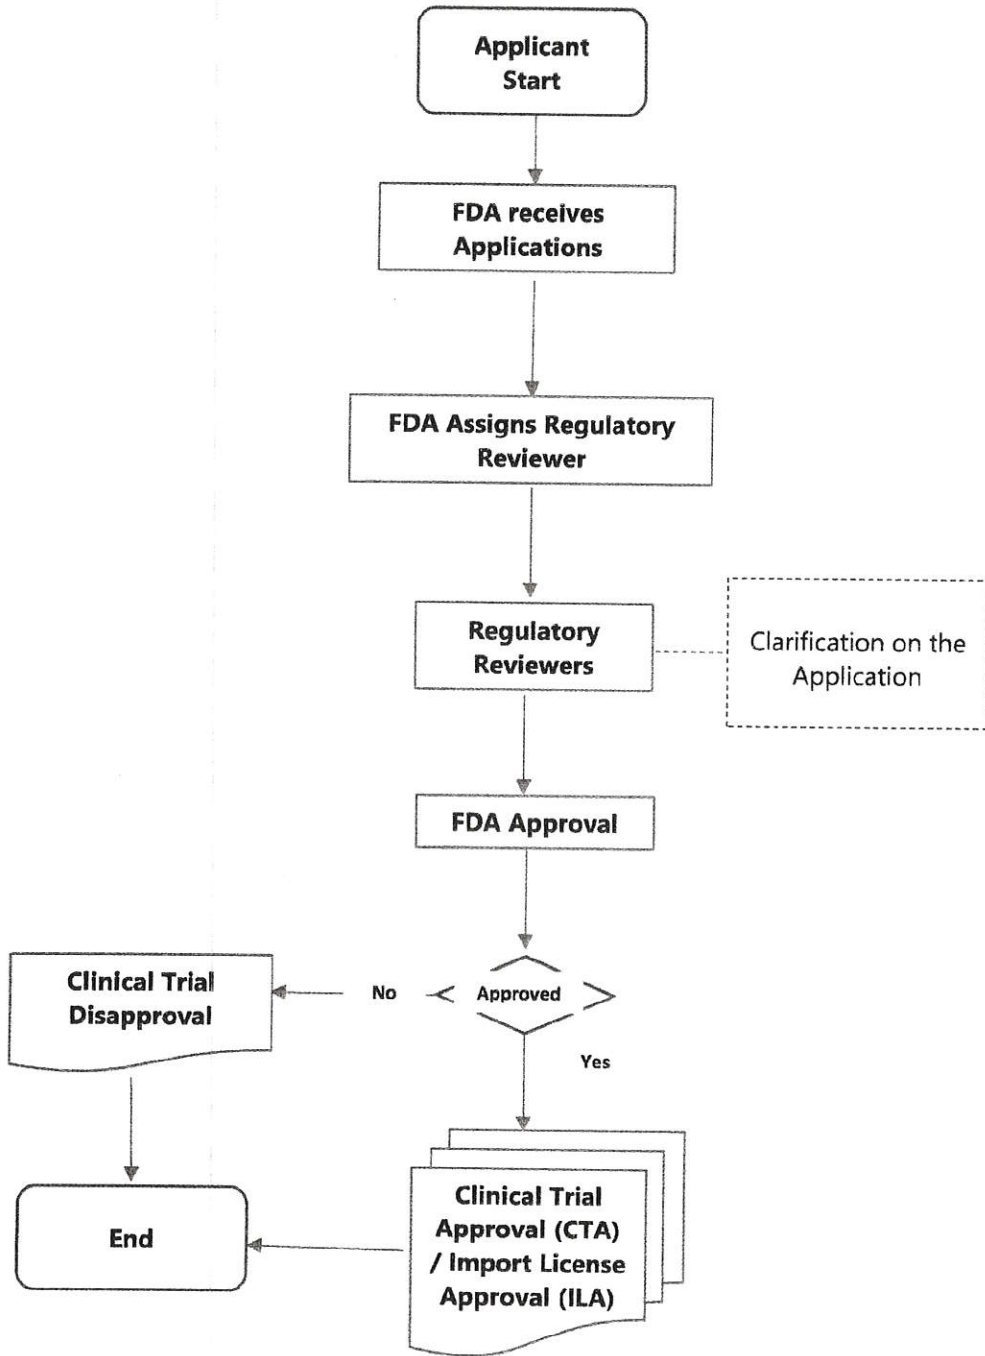 Applicant
Start
FDA receives
Applications
FDA Assigns Regulatory
Reviewer
Regulatory
Reviewers
Clarification on the
Application
FDA Approval
Clinical Trial
Disapproval
No
Approved
Yes
End
Clinical Trial
Approval (CTA)
/ Import License
Approval (ILA)